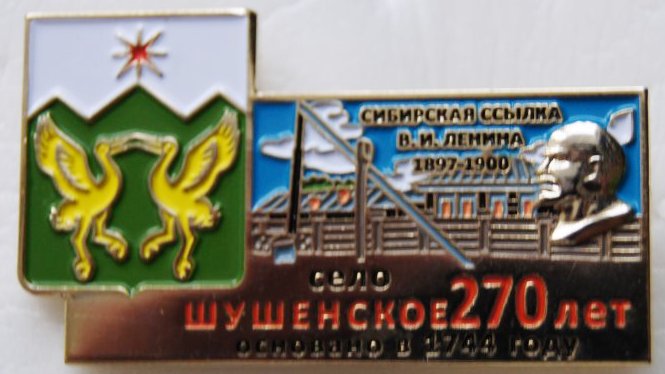 СИБИРСКАЯ ССЫЛКА
В. И. ЛЕНИНА
1897-1900
село
ШУШЕНСКОЕ 270 лет
основано в 1744 году